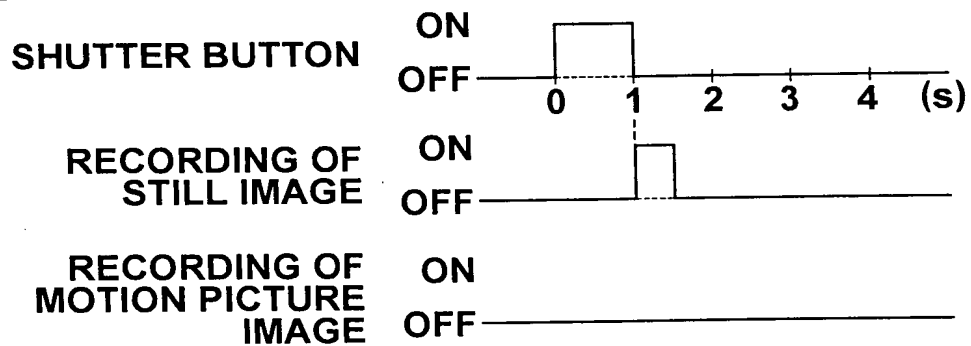 ON
SHUTTER BUTTON
OFF
0 1 2 3 4 (s)
RECORDING OF
STILL IMAGE
ON
OFF
RECORDING OF
MOTION PICTURE
IMAGE
ON
OFF